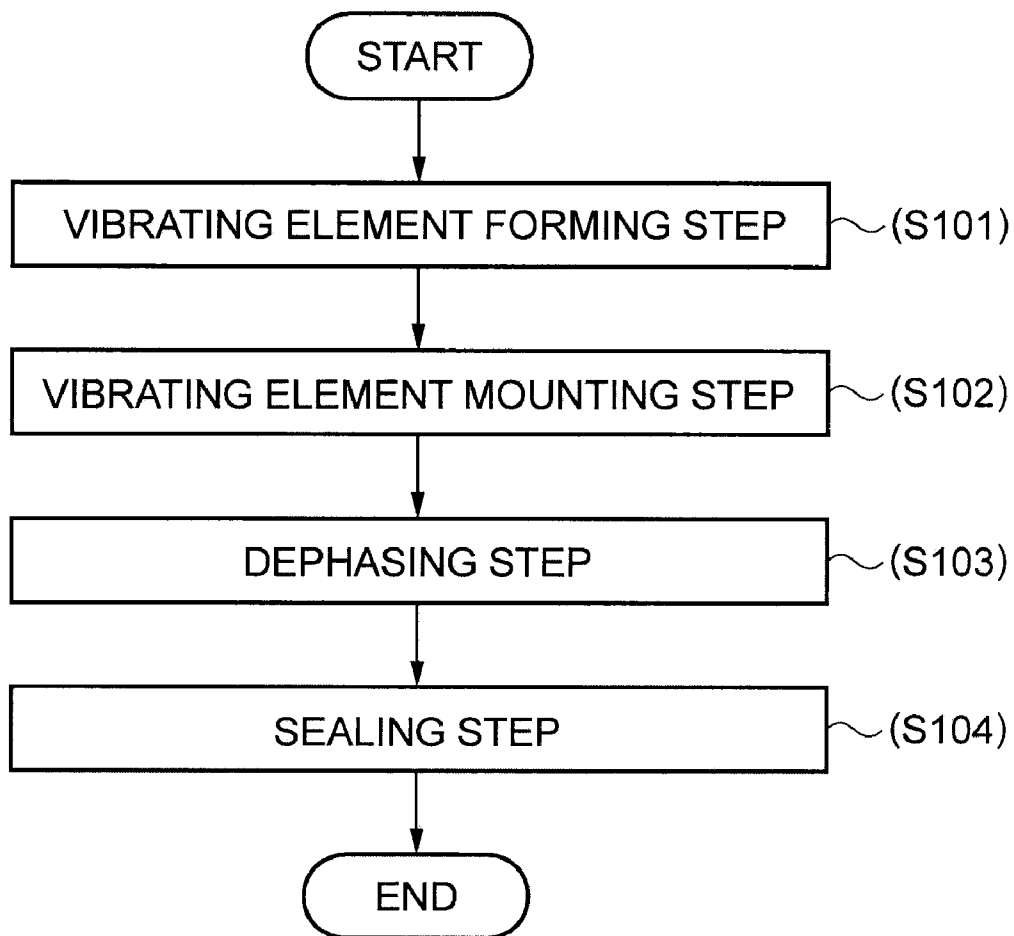 START
VIBRATING ELEMENT FORMING STEP (S101)
VIBRATING ELEMENT MOUNTING STEP (S102)
DEPHASING STEP (S103)
SEALING STEP (S104)
END